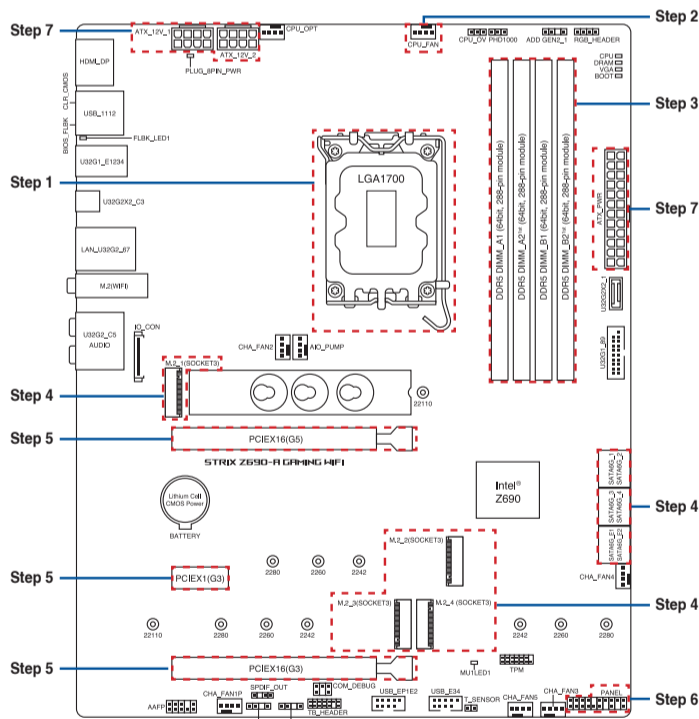 Step 7
ATX_12V_1
CPU_OPT
ATX_12V_2
PLUG_8PIN_PWR
CPU_FAN
Step 2
CPU_OV
PHD1000
ADD GEN2_1
RGB_HEADER
CPU
DRAM
VGA
BOOT
HDMI_DP
CLR_CMOS
USB_1112
BIOS_FLBK
FLBK_LED1
Step 3
U32G1_E1234
Step 1
LGA1700
DDR5 DIMM_A1 (64bit, 288-pin module)
DDR5 DIMM_A2 (64bit, 288-pin module)
DDR5 DIMM_B1 (64bit, 288-pin module)
DDR5 DIMM_B2 (64bit, 288-pin module)
ATX_PWR
Step 7
U32G2X2_C3
LAN_U32G2_67
M.2(WIFI)
U32G2X2_1
U32G2_C5
AUDIO
IO_CON
CHA_FAN2
AIO_PUMP
U32G1_89
M.2_1(SOCKET3)
Step 4
22110
Step 5
PCIEX16(G5)
STRIX Z690-A GAMING WIFI
Lithium Cell
CMOS Power
BATTERY
Intel®
Z690
SATA6G_1
SATA6G_2
SATA6G_3
SATA6G_4
SATA6G_E1
SATA6G_E2
Step 4
CHA_FAN4
M.2_2(SOCKET3)
2280
2260
2242
Step 5
PCIEX1(G3)
M.2_3(SOCKET3)
M.2_4(SOCKET3)
Step 4
22110
2280
2260
2242
2242
2260
2280
Step 5
PCIEX16(G3)
MU1LED1
TPM
AAFP
CHA_FAN1P
SPDIF_OUT
COM_DEBUG
TB_HEADER
USB_EP1E2
USB_E34
T_SENSOR
CHA_FAN5
CHA_FAN3
PANEL
Step 6